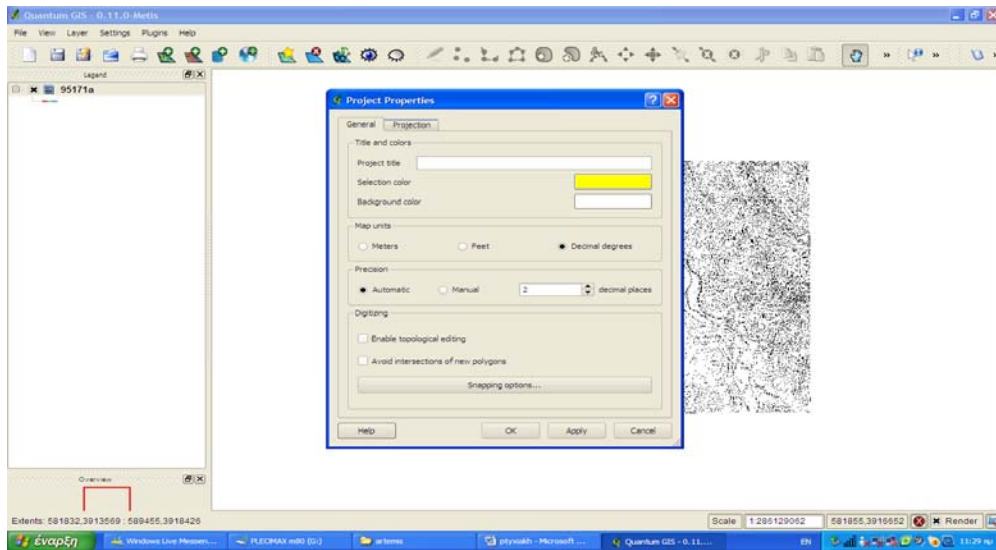 Quantum GIS - 0.11.0-Metis
File View Layer Settings Plugins Help
Legend
95171a
Project Properties
General Projection
Title and colors
Project title
Selection color
Background color
Map units
Meters Feet Decimal degrees
Precision
Automatic Manual 2 decimal places
Digitizing
Enable topological editing
Avoid intersections of new polygons
Snapping options...
Help OK Apply Cancel
Overview
Extents: 581832,3913569 : 589455,3918426
Scale 1:286129062 581855,3916652 Render
έναρξη Windows Live Messen... PLEOMAX m80 (G:) artemis ptyxiakh - Microsoft ... Quantum GIS - 0.11.... EN 11:29 πμ